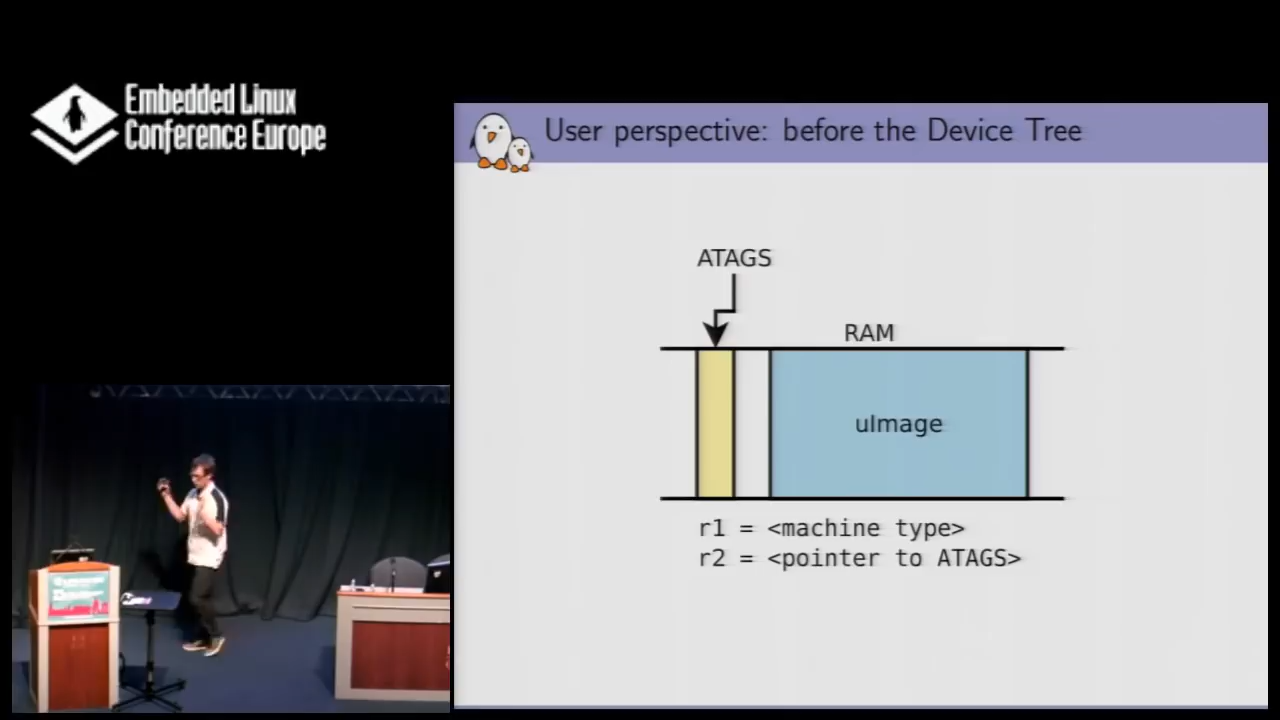 Embedded Linux
Conference Europe
User perspective: before the Device Tree
ATAGS
RAM
uImage
r1 = <machine type>
r2 = <pointer to ATAGS>